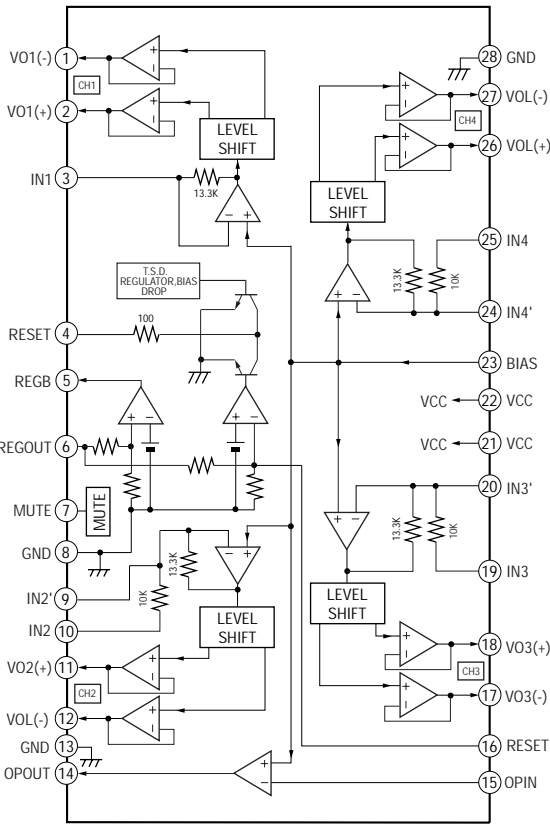 VO1(-) 1
CH1
VO1(+) 2
LEVEL
SHIFT
IN1 3
13.3K
T.S.D.
REGULATOR,BIAS
DROP
RESET 4
100
REGB 5
REGOUT 6
MUTE 7
MUTE
GND 8
13.3K
IN2' 9
10K
IN2 10
LEVEL
SHIFT
VO2(+) 11
CH2
VOL(-) 12
GND 13
OPOUT 14
28 GND
27 VOL(-)
CH4
26 VOL(+)
LEVEL
SHIFT
25 IN4
13.3K
10K
24 IN4'
23 BIAS
VCC 22 VCC
VCC 21 VCC
20 IN3'
13.3K
10K
19 IN3
LEVEL
SHIFT
18 VO3(+)
CH3
17 VO3(-)
16 RESET
15 OPIN
+
-
+
-
- +
+
-
+
-
+ -
+ -
+ -
- +
+ -
+
-
+
-
+
-
+
-
+
-